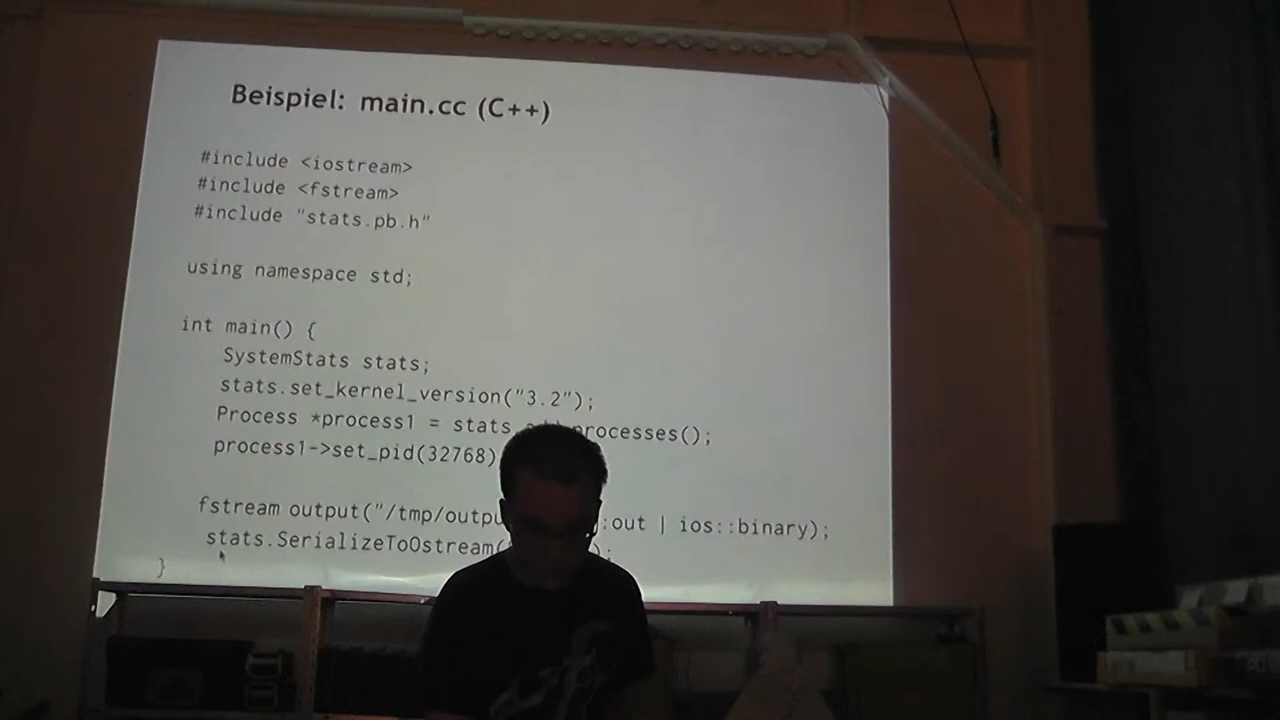 Beispiel: main.cc (C++)
#include <iostream>
#include <fstream>
#include "stats.pb.h"
using namespace std;
int main() {
SystemStats stats;
stats.set_kernel_version("3.2");
Process *process1 = stats processes();
process1->set_pid(32768)
fstream output("/tmp/outpu :out | ios::binary);
stats.SerializeToOstream( );
}